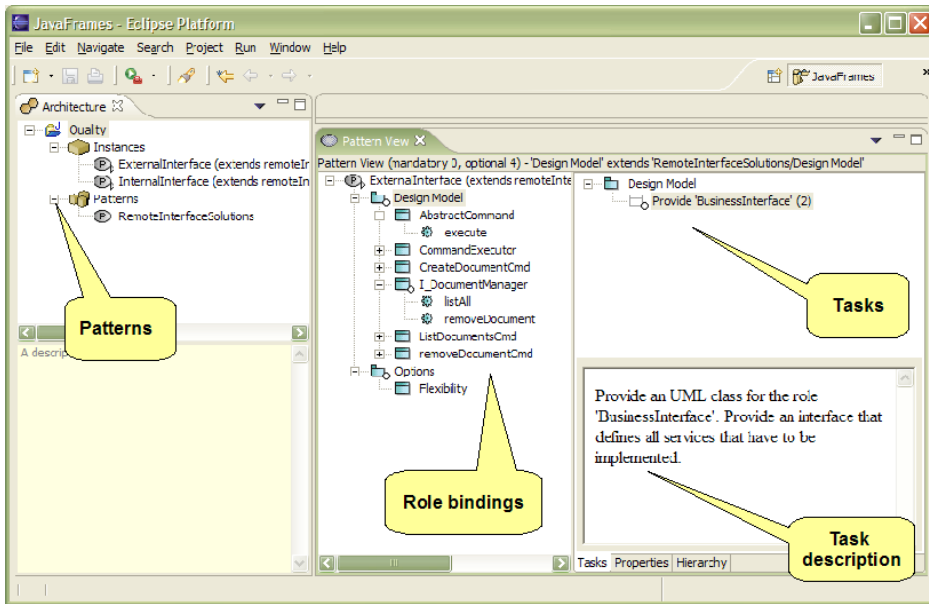 JavaFrames - Eclipse Platform
File Edit Navigate Search Project Run Window Help
JavaFrames
»
Architecture
Quality
Instances
ExternalInterface (extends remoteIr
InternalInterface (extends remoteIn
Patterns
RemoteInterfaceSolutions
Patterns
A descrip
Pattern View
Pattern View (mandatory 0, optional 4) - 'Design Model' extends 'RemoteInterfaceSolutions/Design Model'
ExternalInterface (extends remoteInte
Design Model
AbstractCommand
execute
CommandExecutor
CreateDocumentCmd
I_DocumentManager
listAll
removeDocument
ListDocumentsCmd
removeDocumentCmd
Options
Flexibility
Role bindings
Design Model
Provide 'BusinessInterface' (2)
Tasks
Provide an UML class for the role
'BusinessInterface'. Provide an interface that
defines all services that have to be
implemented.
Task
description
Tasks Properties Hierarchy